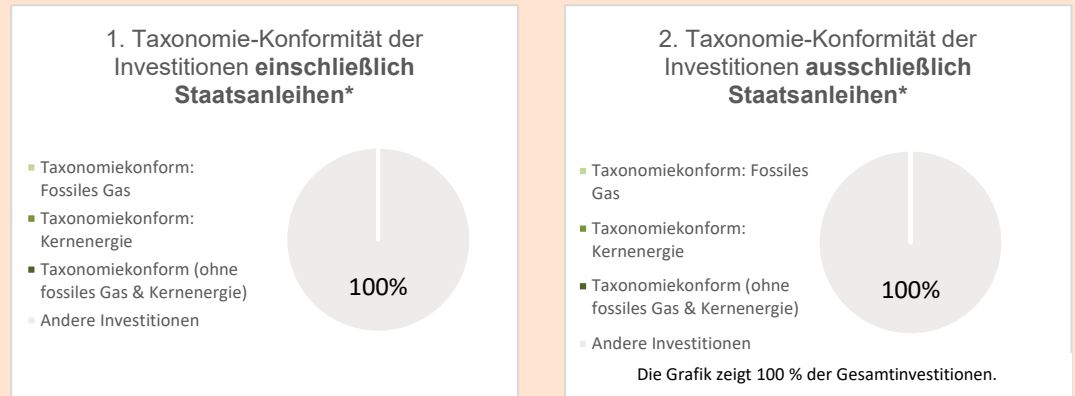 1. Taxonomie-Konformität der
Investitionen einschließlich
Staatsanleihen*
Taxonomiekonform:
Fossiles Gas
Taxonomiekonform:
Kernenergie
Taxonomiekonform (ohne
fossiles Gas & Kernenergie)
Andere Investitionen
100%
2. Taxonomie-Konformität der
Investitionen ausschließlich
Staatsanleihen*
Taxonomiekonform: Fossiles
Gas
Taxonomiekonform:
Kernenergie
Taxonomiekonform (ohne
fossiles Gas & Kernenergie)
Andere Investitionen
100%
Die Grafik zeigt 100 % der Gesamtinvestitionen.